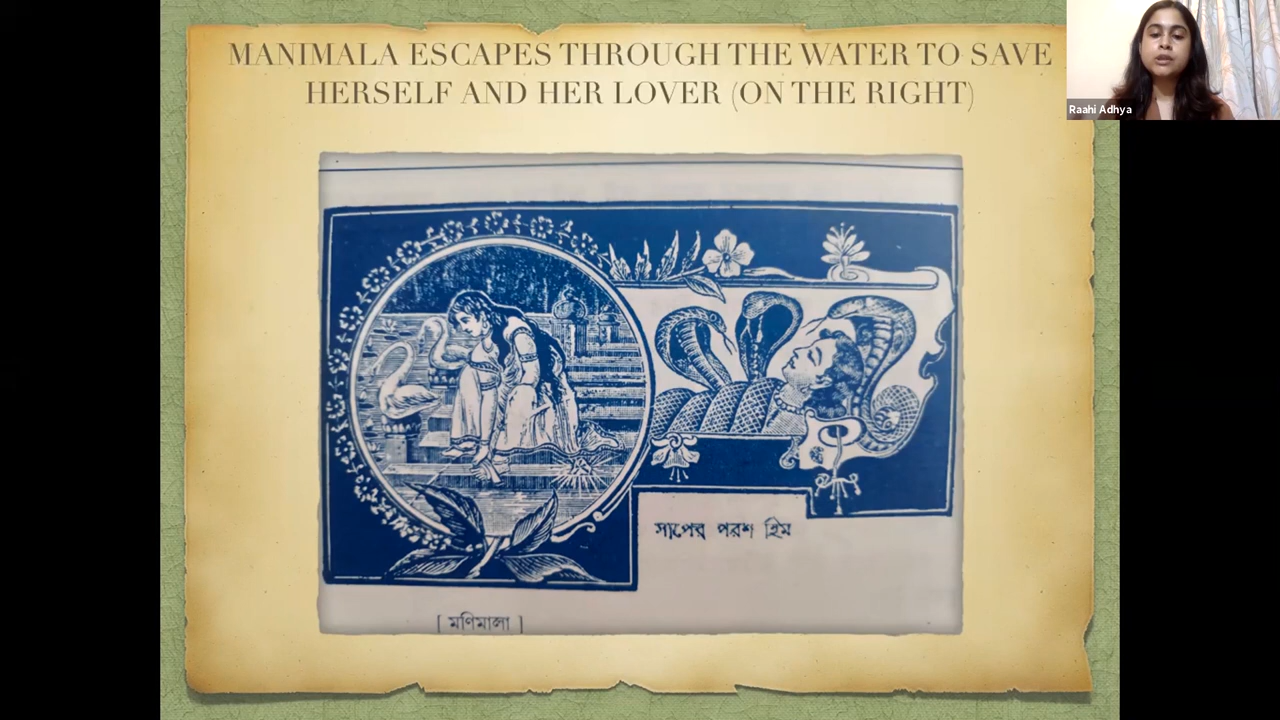 MANIMALA ESCAPES THROUGH THE WATER TO SAVE
HERSELF AND HER LOVER (ON THE RIGHT)
Raahi Adhya
সাপের পরশ হিম
[ মণিমালা ]